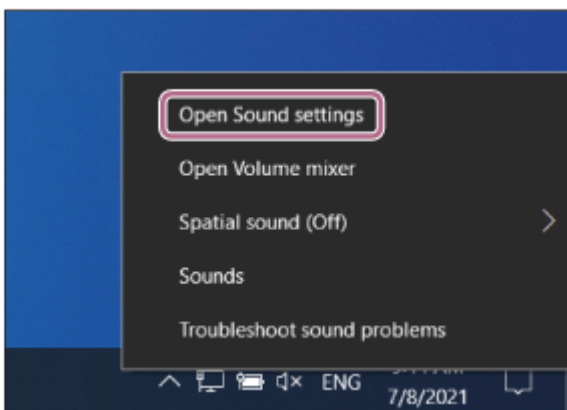 Open Sound settings
Open Volume mixer
Spatial sound (Off)
Sounds
Troubleshoot sound problems
ENG
7/8/2021